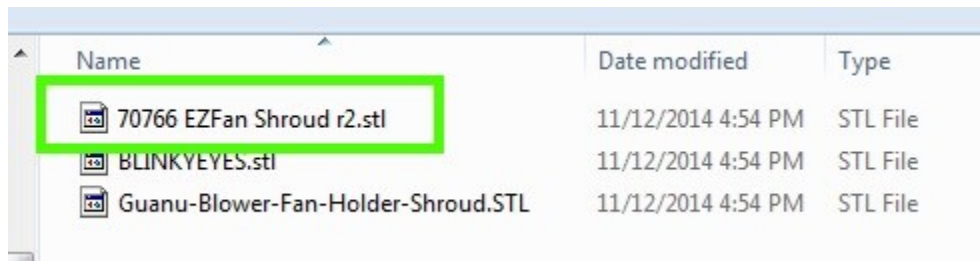 Name Date modified Type
70766 EZFan Shroud r2.stl 11/12/2014 4:54 PM STL File
BLINKYEYES.stl 11/12/2014 4:54 PM STL File
Guanu-Blower-Fan-Holder-Shroud.STL 11/12/2014 4:54 PM STL File